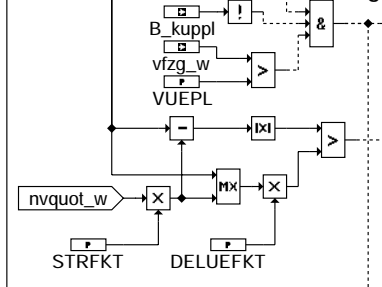 !
B_kuppl
&
vfzg_w
>
P
VUEPL
-
|x|
>
MX
nvquot_w
X
X
P
P
STRFKT
DELUEFKT